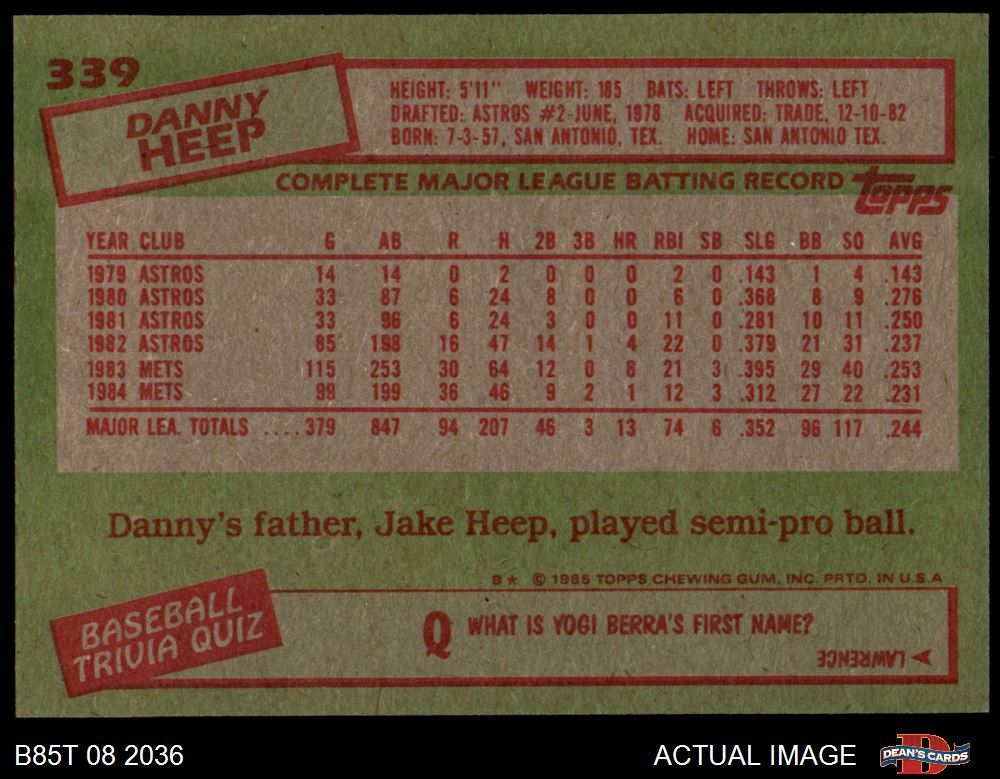 339
DANNY
HEEP
HEIGHT: 5'11" WEIGHT: 185 BATS: LEFT THROWS: LEFT
DRAFTED: ASTROS #2-JUNE, 1978 ACQUIRED: TRADE, 12-10-82
BORN: 7-3-57, SAN ANTONIO, TEX. HOME: SAN ANTONIO TEX.
COMPLETE MAJOR LEAGUE BATTING RECORD topps
YEAR CLUB G AB R H 2B 3B HR RBI SB SLG BB SO AVG
1979 ASTROS 14 14 0 2 0 0 0 2 0 .143 1 4 .143
1980 ASTROS 33 87 6 24 8 0 0 6 0 .368 8 9 .276
1981 ASTROS 33 96 6 24 3 0 0 11 0 .281 10 11 .250
1982 ASTROS 85 198 16 47 14 1 4 22 0 .379 21 31 .237
1983 METS 115 253 30 64 12 0 8 21 3 .395 29 40 .253
1984 METS 99 199 36 46 9 2 1 12 3 .312 27 22 .231
MAJOR LEA. TOTALS ....379 847 94 207 46 3 13 74 6 .352 96 117 .244
Danny's father, Jake Heep, played semi-pro ball.
B* © 1985 TOPPS CHEWING GUM, INC. PRTD. IN U.S.A
BASEBALL
TRIVIA QUIZ
Q WHAT IS YOGI BERRA'S FIRST NAME?
LAWRENCE
B85T 08 2036 ACTUAL IMAGE DEAN'S CARDS